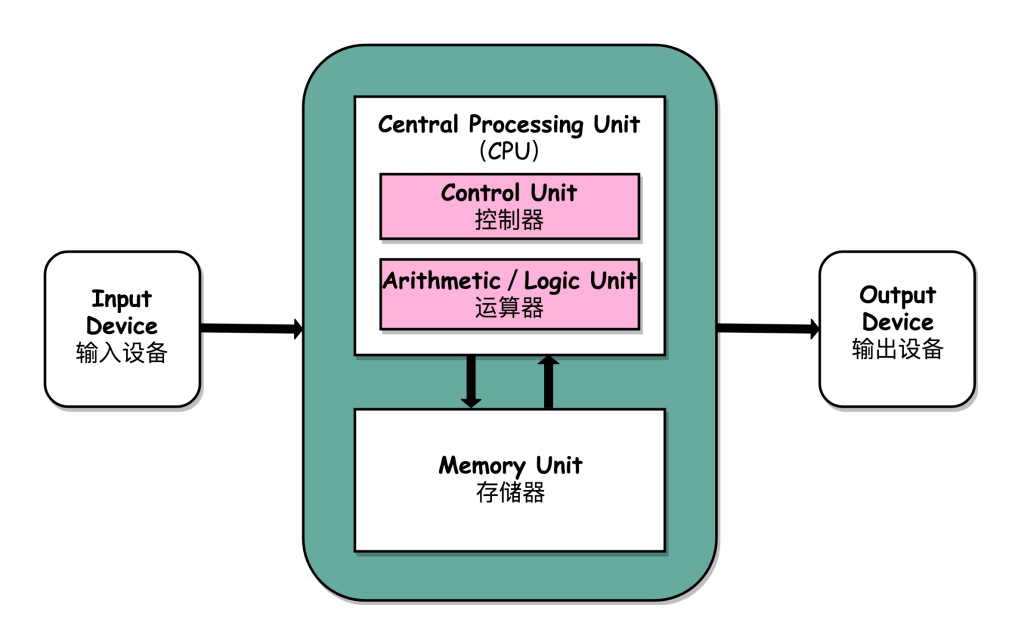 Central Processing Unit
(CPU)
Control Unit
控制器
Arithmetic / Logic Unit
运算器
Input
Device
输入设备
Output
Device
输出设备
Memory Unit
存储器